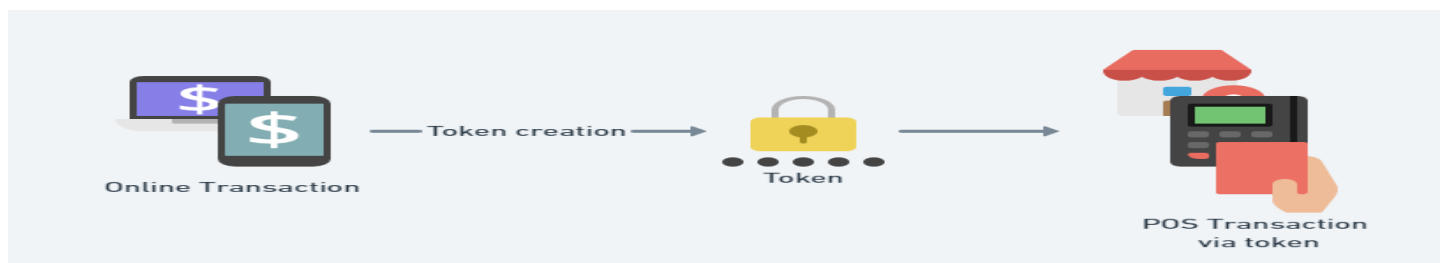 Token creation
Online Transaction
Token
POS Transaction
via token